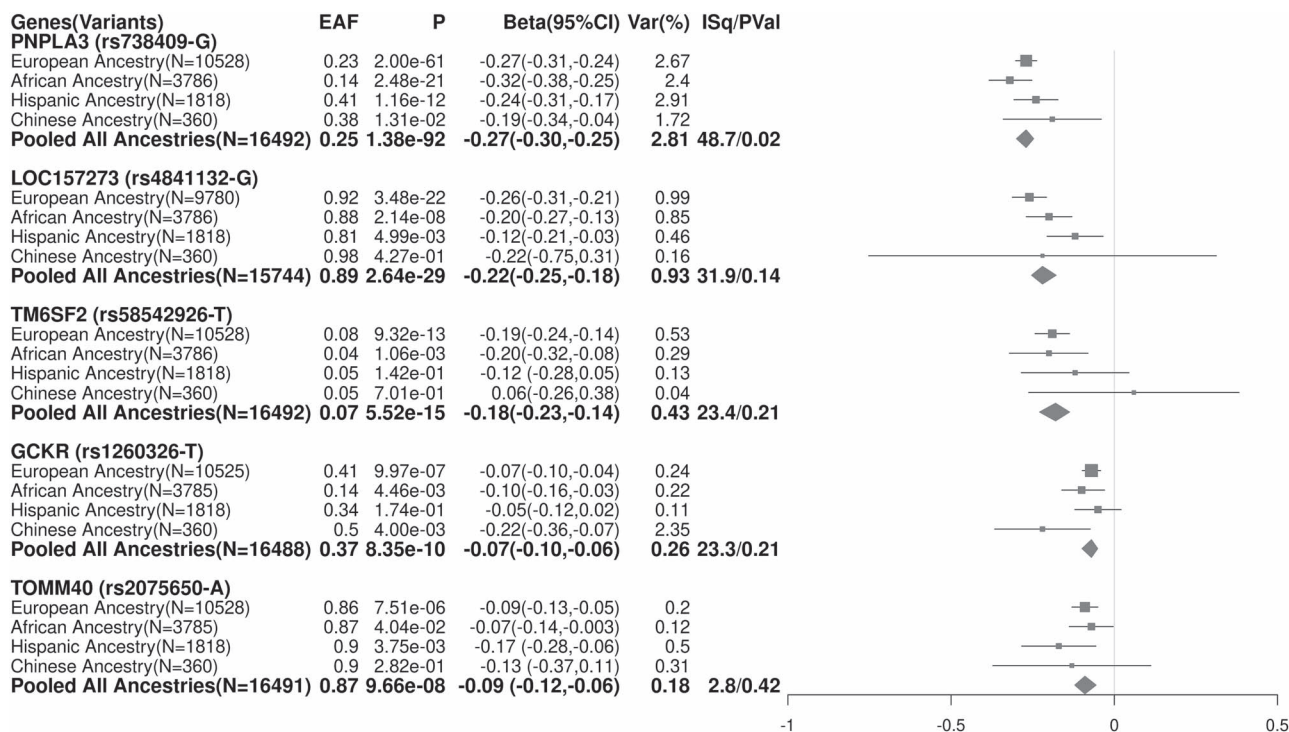 Genes(Variants) EAF P Beta(95%CI) Var(%) ISq/PVal
PNPLA3 (rs738409-G)
European Ancestry(N=10528) 0.23 2.00e-61 -0.27(-0.31,-0.24) 2.67
African Ancestry(N=3786) 0.14 2.48e-21 -0.32(-0.38,-0.25) 2.4
Hispanic Ancestry(N=1818) 0.41 1.16e-12 -0.24(-0.31,-0.17) 2.91
Chinese Ancestry(N=360) 0.38 1.31e-02 -0.19(-0.34,-0.04) 1.72
Pooled All Ancestries(N=16492) 0.25 1.38e-92 -0.27(-0.30,-0.25) 2.81 48.7/0.02
LOC157273 (rs4841132-G)
European Ancestry(N=9780) 0.92 3.48e-22 -0.26(-0.31,-0.21) 0.99
African Ancestry(N=3786) 0.88 2.14e-08 -0.20(-0.27,-0.13) 0.85
Hispanic Ancestry(N=1818) 0.81 4.99e-03 -0.12(-0.21,-0.03) 0.46
Chinese Ancestry(N=360) 0.98 4.27e-01 -0.22(-0.75,0.31) 0.16
Pooled All Ancestries(N=15744) 0.89 2.64e-29 -0.22(-0.25,-0.18) 0.93 31.9/0.14
TM6SF2 (rs58542926-T)
European Ancestry(N=10528) 0.08 9.32e-13 -0.19(-0.24,-0.14) 0.53
African Ancestry(N=3786) 0.04 1.06e-03 -0.20(-0.32,-0.08) 0.29
Hispanic Ancestry(N=1818) 0.05 1.42e-01 -0.12 (-0.28,0.05) 0.13
Chinese Ancestry(N=360) 0.05 7.01e-01 0.06(-0.26,0.38) 0.04
Pooled All Ancestries(N=16492) 0.07 5.52e-15 -0.18(-0.23,-0.14) 0.43 23.4/0.21
GCKR (rs1260326-T)
European Ancestry(N=10525) 0.41 9.97e-07 -0.07(-0.10,-0.04) 0.24
African Ancestry(N=3785) 0.14 4.46e-03 -0.10(-0.16,-0.03) 0.22
Hispanic Ancestry(N=1818) 0.34 1.74e-01 -0.05(-0.12,0.02) 0.11
Chinese Ancestry(N=360) 0.5 4.00e-03 -0.22(-0.36,-0.07) 2.35
Pooled All Ancestries(N=16488) 0.37 8.35e-10 -0.07(-0.10,-0.06) 0.26 23.3/0.21
TOMM40 (rs2075650-A)
European Ancestry(N=10528) 0.86 7.51e-06 -0.09(-0.13,-0.05) 0.2
African Ancestry(N=3785) 0.87 4.04e-02 -0.07(-0.14,-0.003) 0.12
Hispanic Ancestry(N=1818) 0.9 3.75e-03 -0.17 (-0.28,-0.06) 0.5
Chinese Ancestry(N=360) 0.9 2.82e-01 -0.13 (-0.37,0.11) 0.31
Pooled All Ancestries(N=16491) 0.87 9.66e-08 -0.09 (-0.12,-0.06) 0.18 2.8/0.42
-1 -0.5 0 0.5